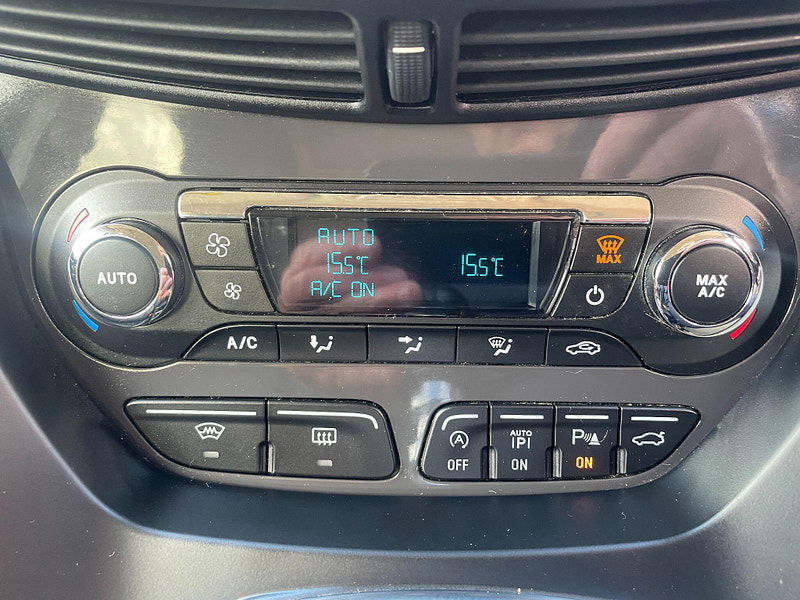 AUTO
15.5°C 15.5°C
A/C ON
MAX
AUTO
MAX
A/C
A/C
OFF
AUTO
P
ON
P
ON